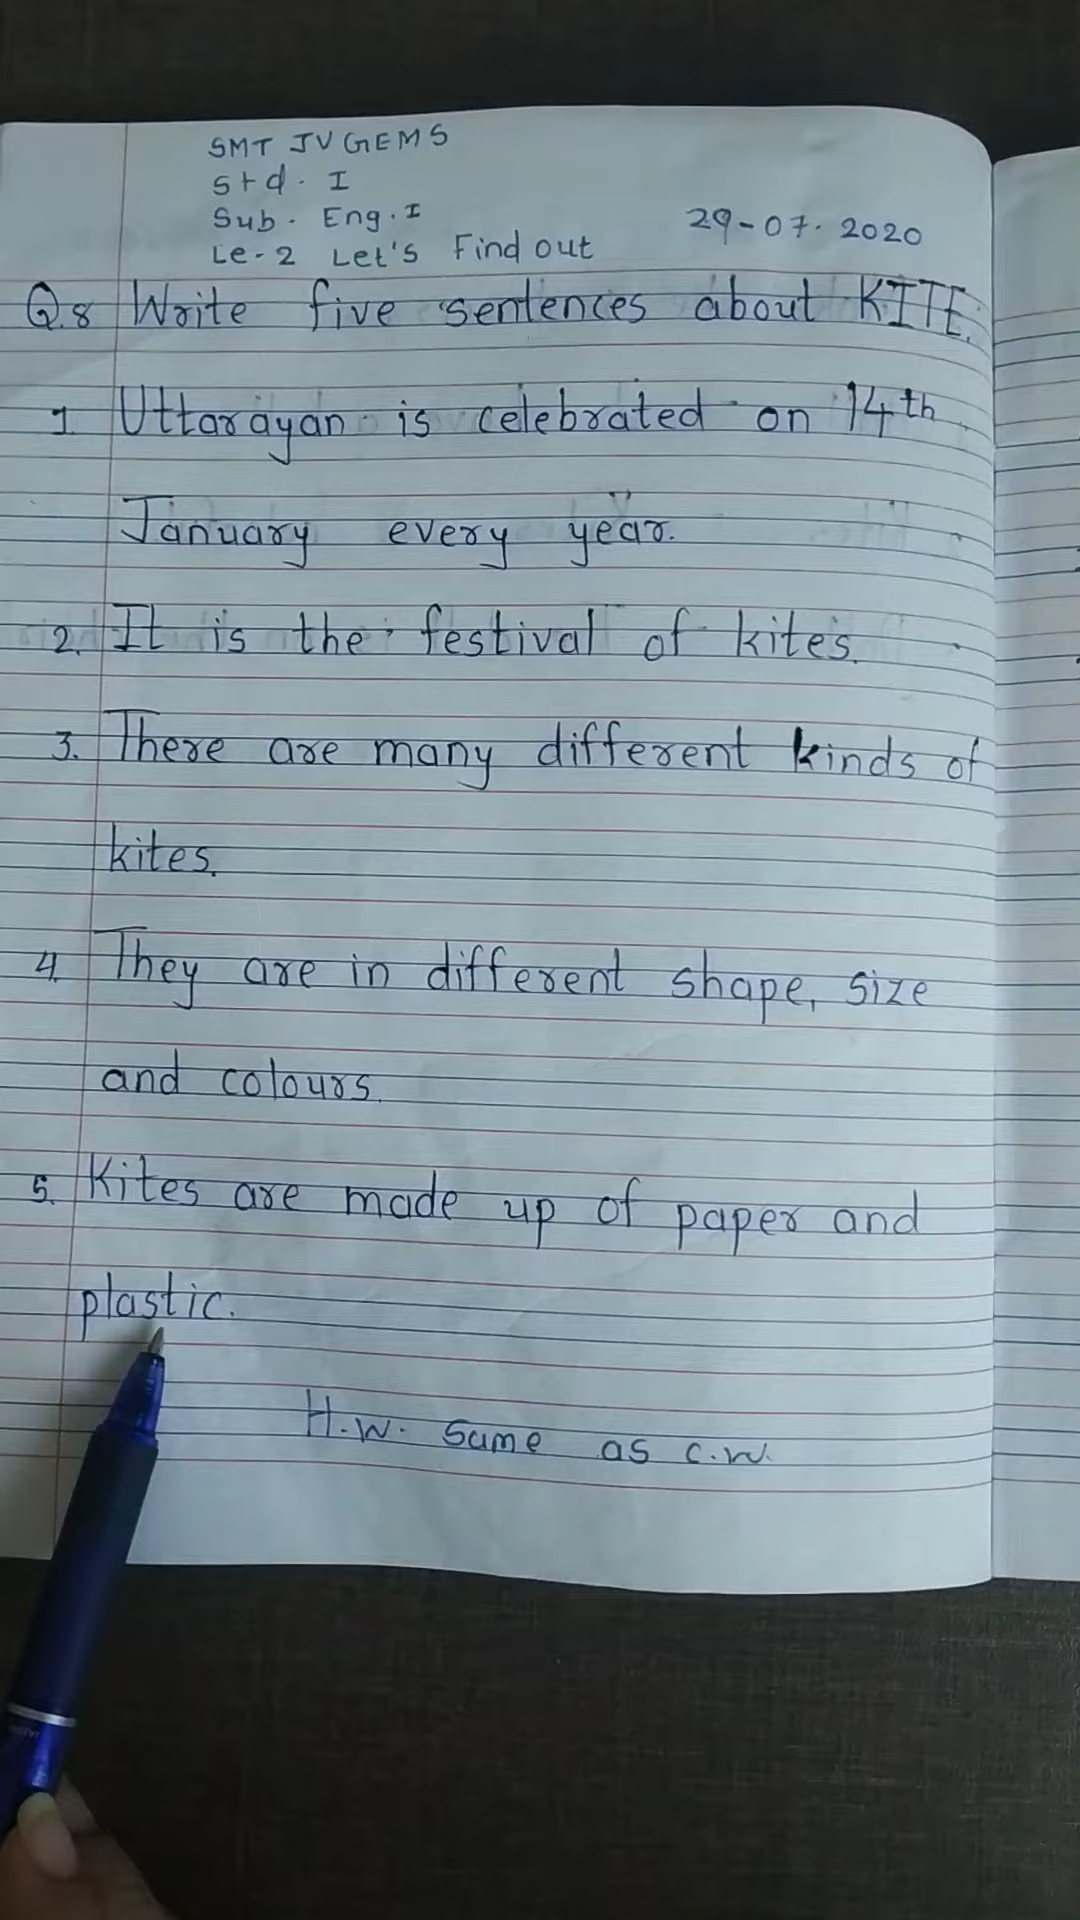 SMT JV GEMS
Std. I
Sub. Eng. I
29-07.2020
Le-2 Let's Find out
Q.8 Write five sentences about KITE.
1. Uttarayan is celebrated on 14th
January every year.
2. It is the festival of kites.
3. There are many different kinds of
kites.
4. They are in different shape, size
and colours.
5. Kites are made up of paper and
plastic.
H.W. Same as C.W.